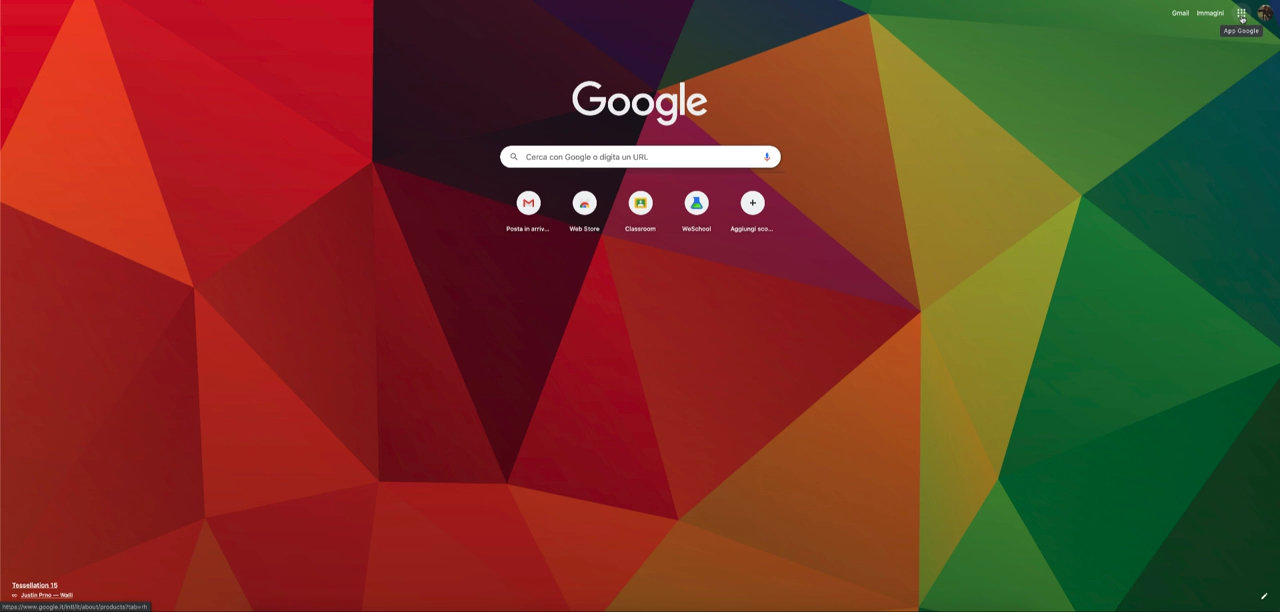 Gmail
Immagini
App Google
Google
Cerca con Google o digita un URL
Posta in arriv...
Web Store
Classroom
WeSchool
Aggiungi sco...
Tessellation 15
Justin Prno — Walli
https://www.google.it/intl/it/about/products?tab=rh